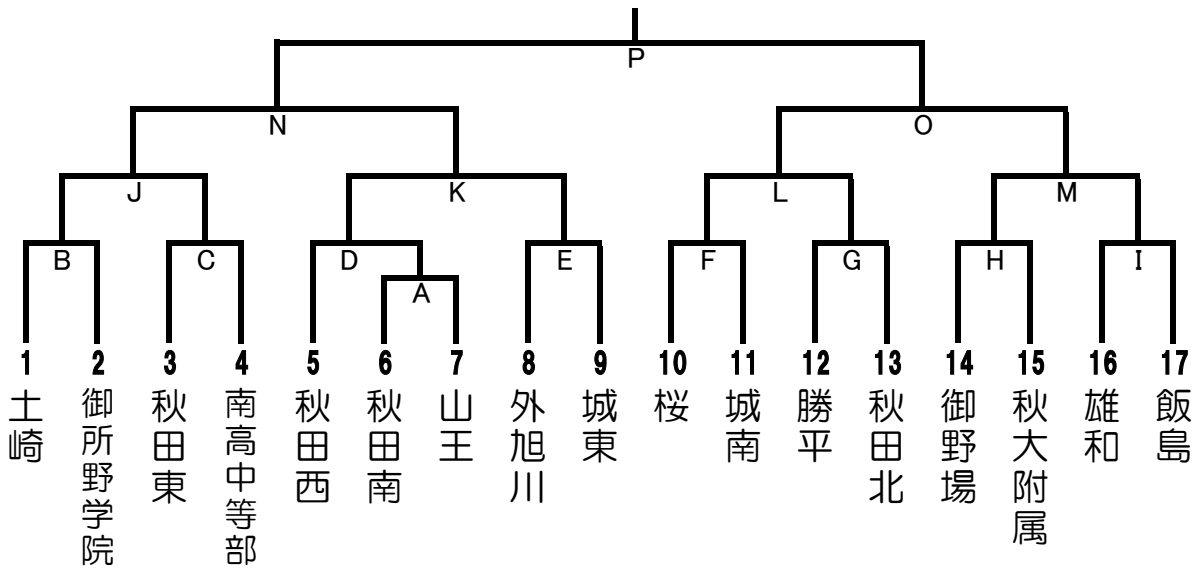 P
N O
J K L M
B C D E F G H I
A
1 2 3 4 5 6 7 8 9 10 11 12 13 14 15 16 17
土崎
御所野学院
秋田東
南高中等部
秋田西
秋田南
山王
外旭川
城東
桜
城南
勝平
秋田北
御野場
秋大附属
雄和
飯島